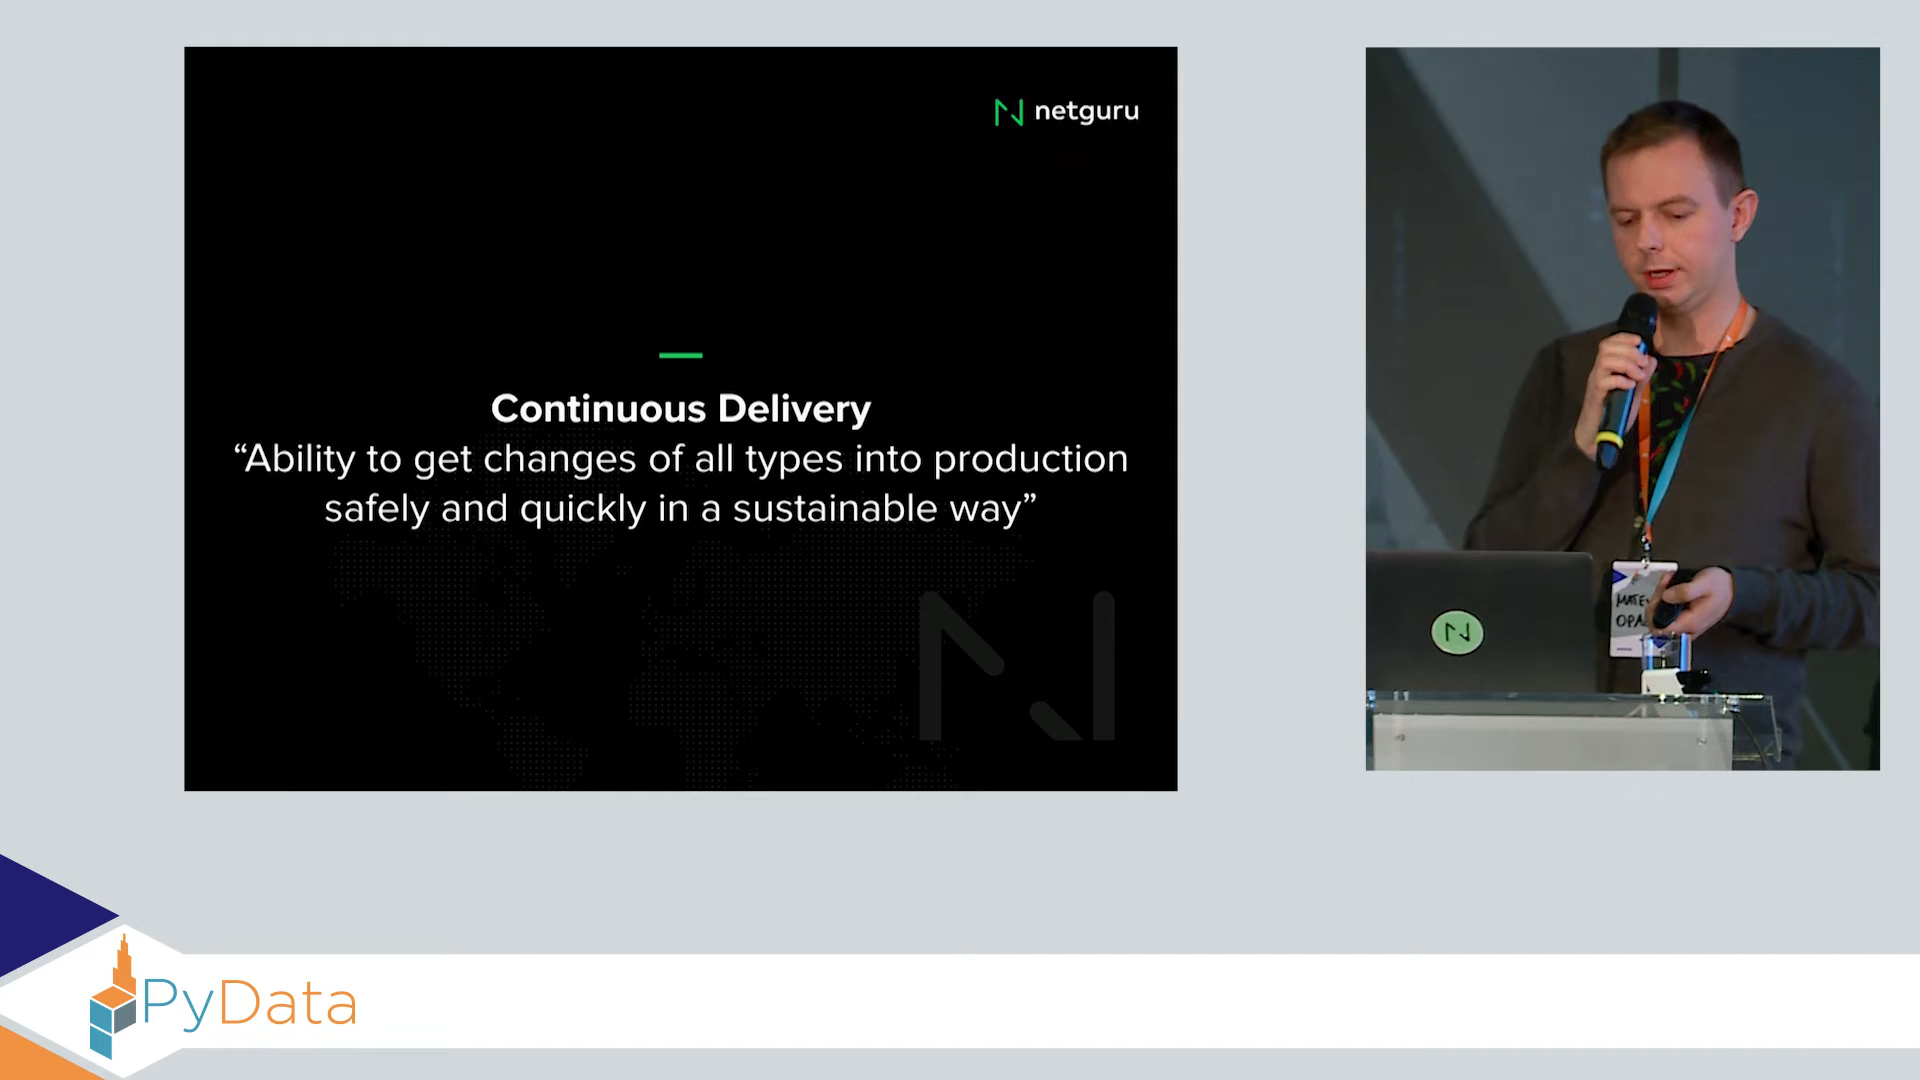 netguru
Continuous Delivery
“Ability to get changes of all types into production
safely and quickly in a sustainable way”
PyData